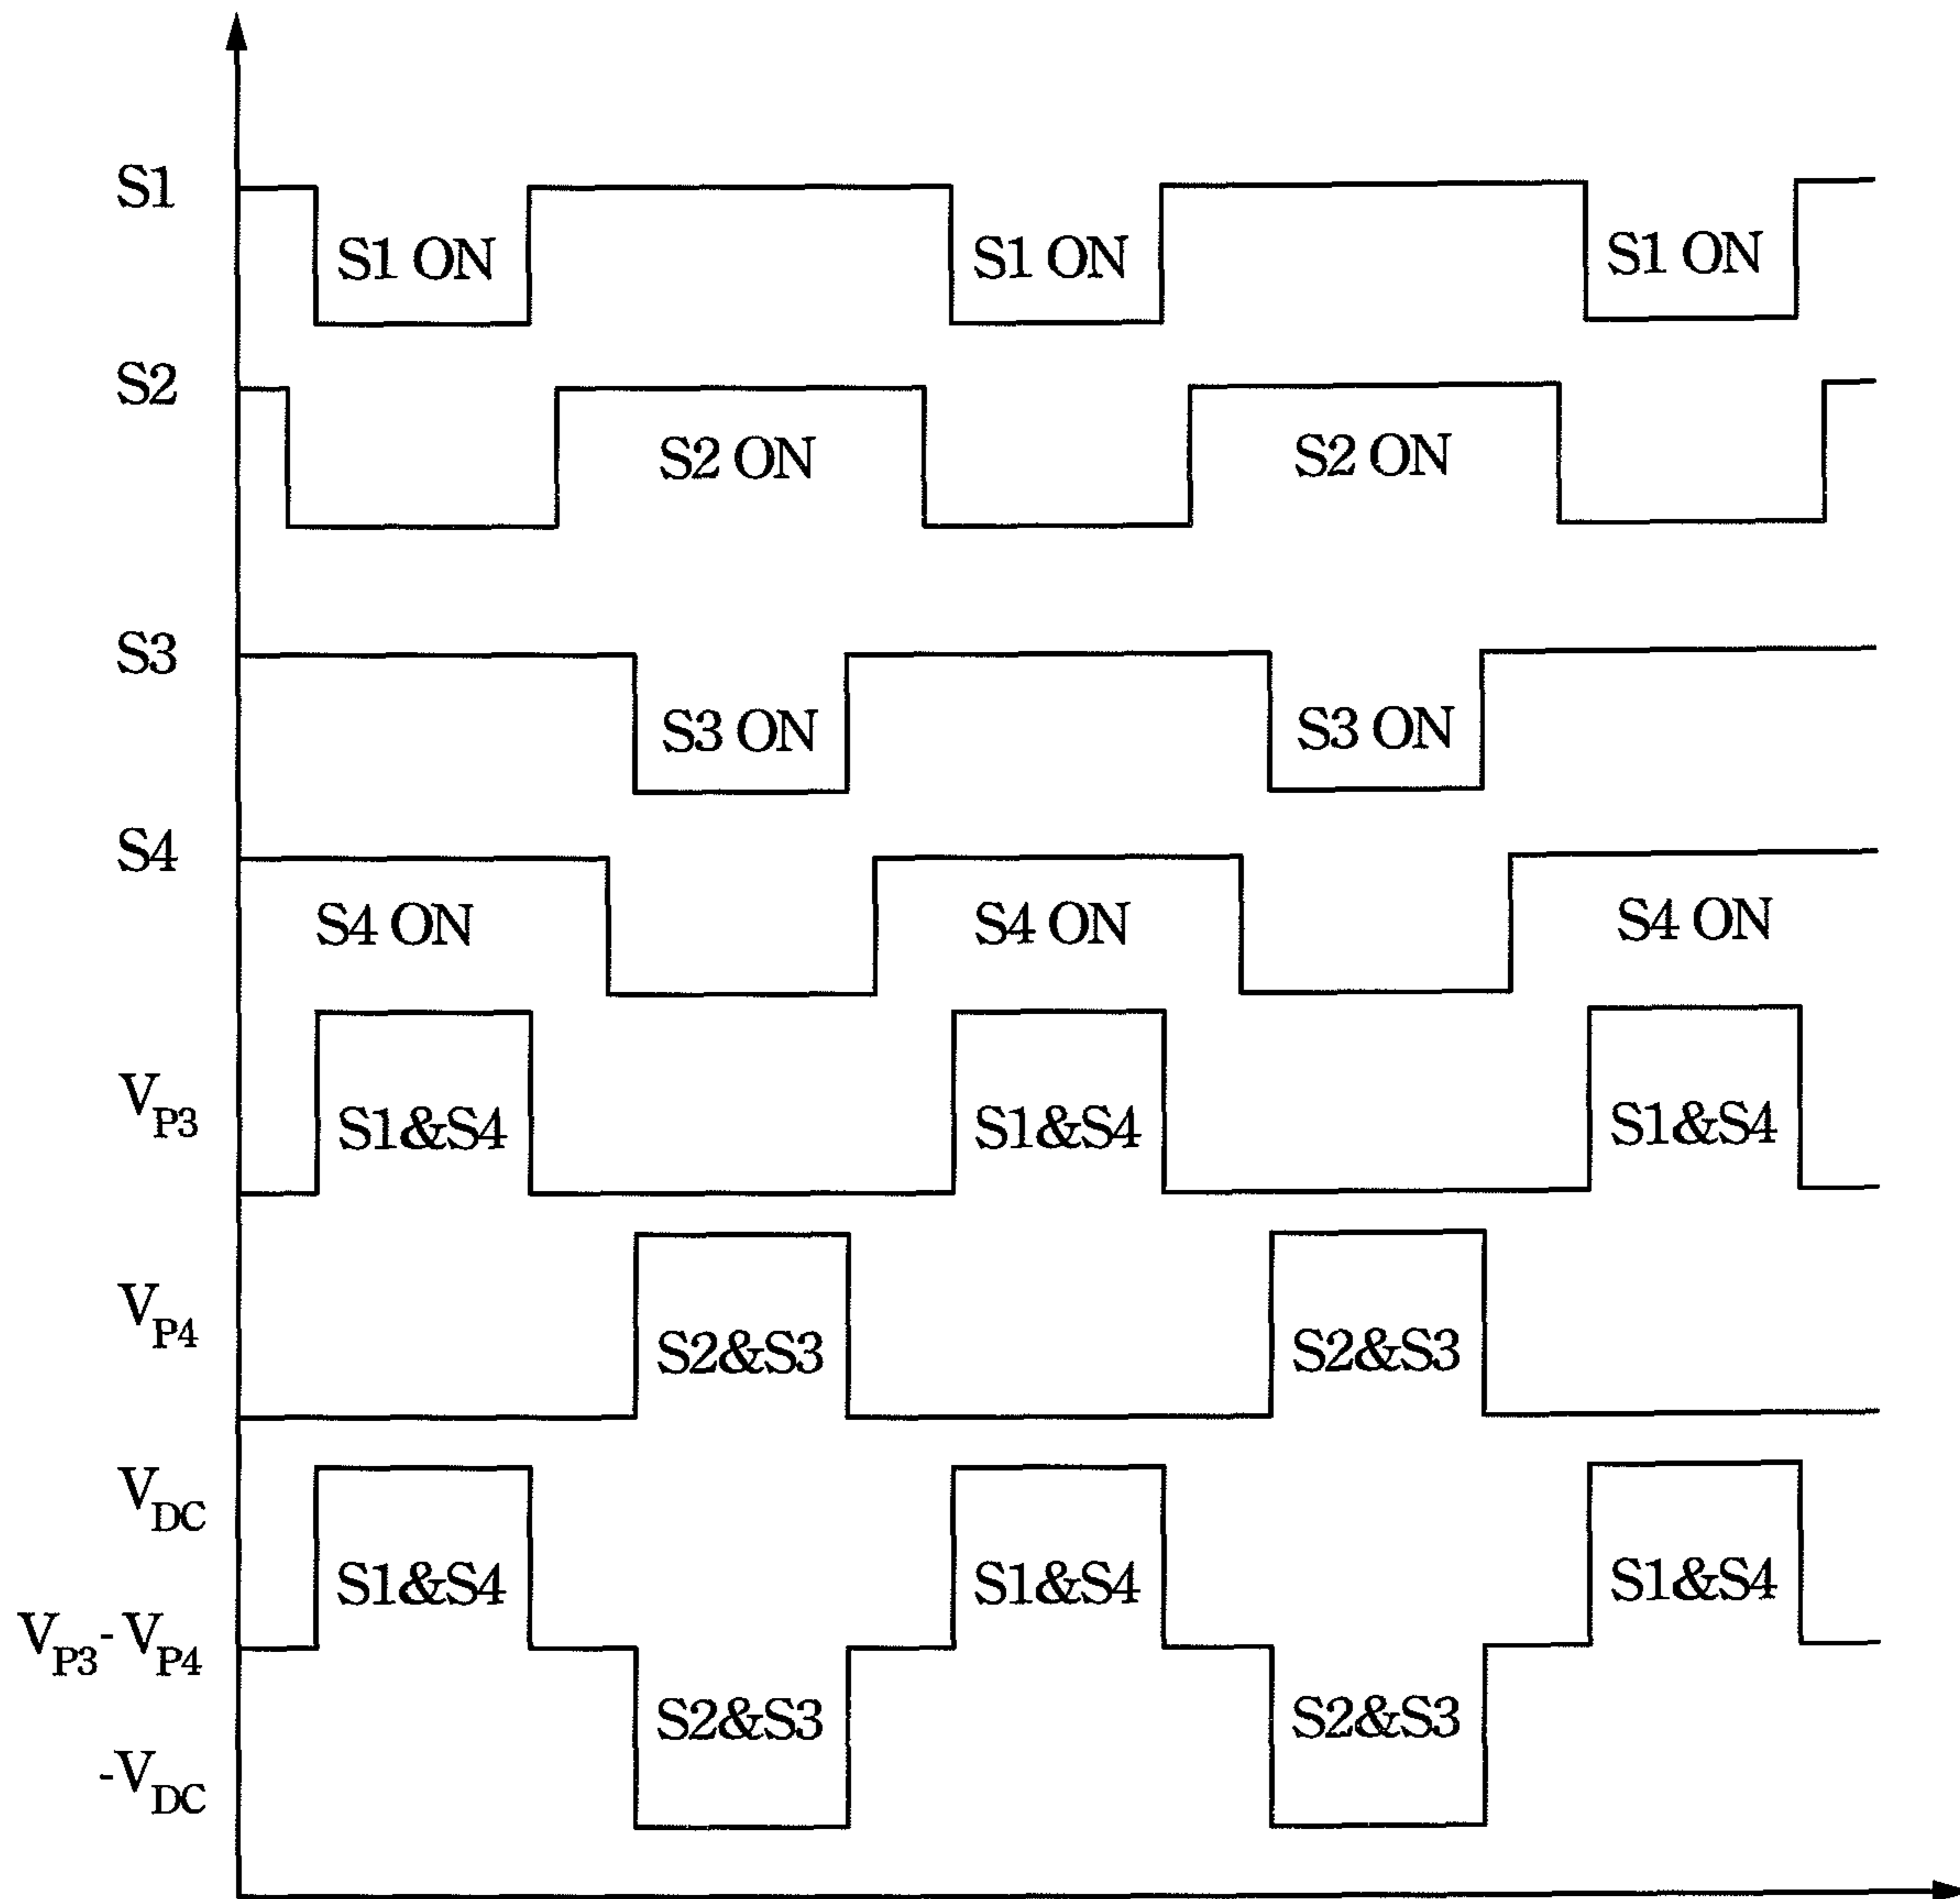 S1
S1 ON S1 ON S1 ON
S2
S2 ON S2 ON
S3
S3 ON S3 ON
S4
S4 ON S4 ON S4 ON
VP3
S1&S4 S1&S4 S1&S4
VP4
S2&S3 S2&S3
VDC
S1&S4 S1&S4 S1&S4
VP3-VP4
S2&S3 S2&S3
-VDC